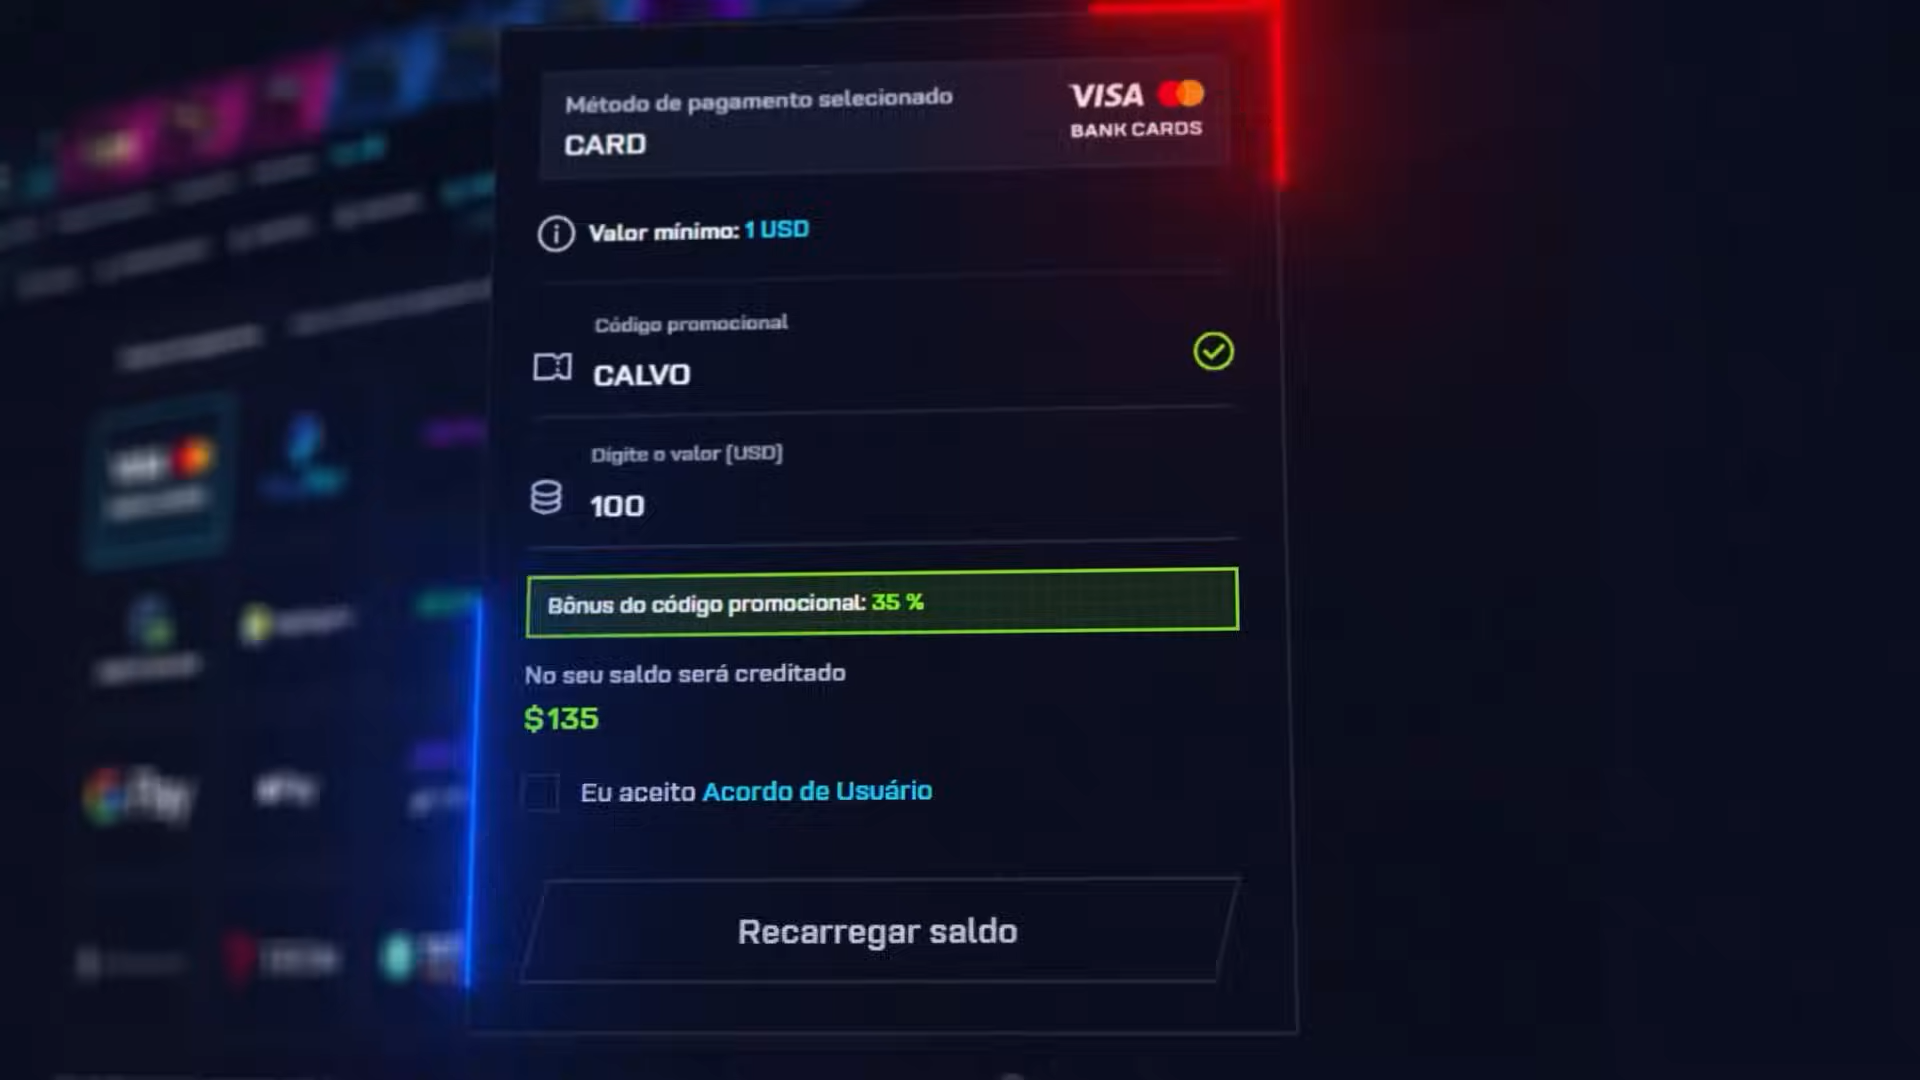 Método de pagamento selecionado
CARD
VISA
BANK CARDS
Valor mínimo: 1 USD
Código promocional
CALVO
Digite o valor [USD]
100
Bônus do código promocional: 35 %
No seu saldo será creditado
$135
Eu aceito Acordo de Usuário
Recarregar saldo